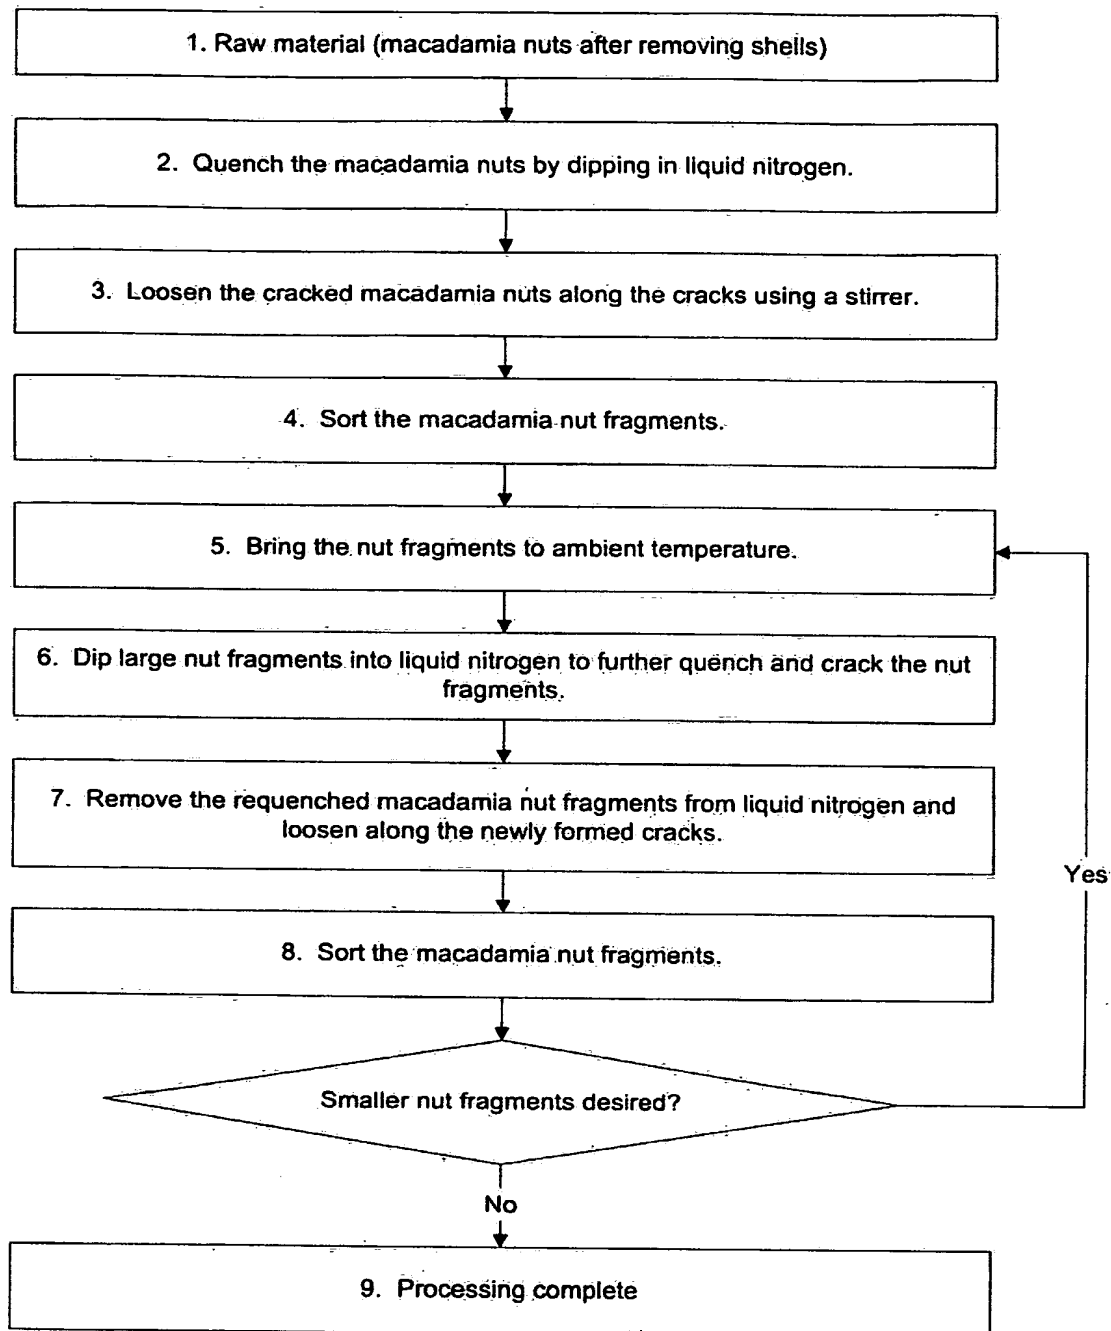 1. Raw material (macadamia nuts after removing shells)
2. Quench the macadamia nuts by dipping in liquid nitrogen.
3. Loosen the cracked macadamia nuts along the cracks using a stirrer.
4. Sort the macadamia nut fragments.
5. Bring the nut fragments to ambient temperature.
6. Dip large nut fragments into liquid nitrogen to further quench and crack the nut
fragments.
7. Remove the requenched macadamia nut fragments from liquid nitrogen and
loosen along the newly formed cracks.
Yes
8. Sort the macadamia nut fragments.
Smaller nut fragments desired?
No
9. Processing complete